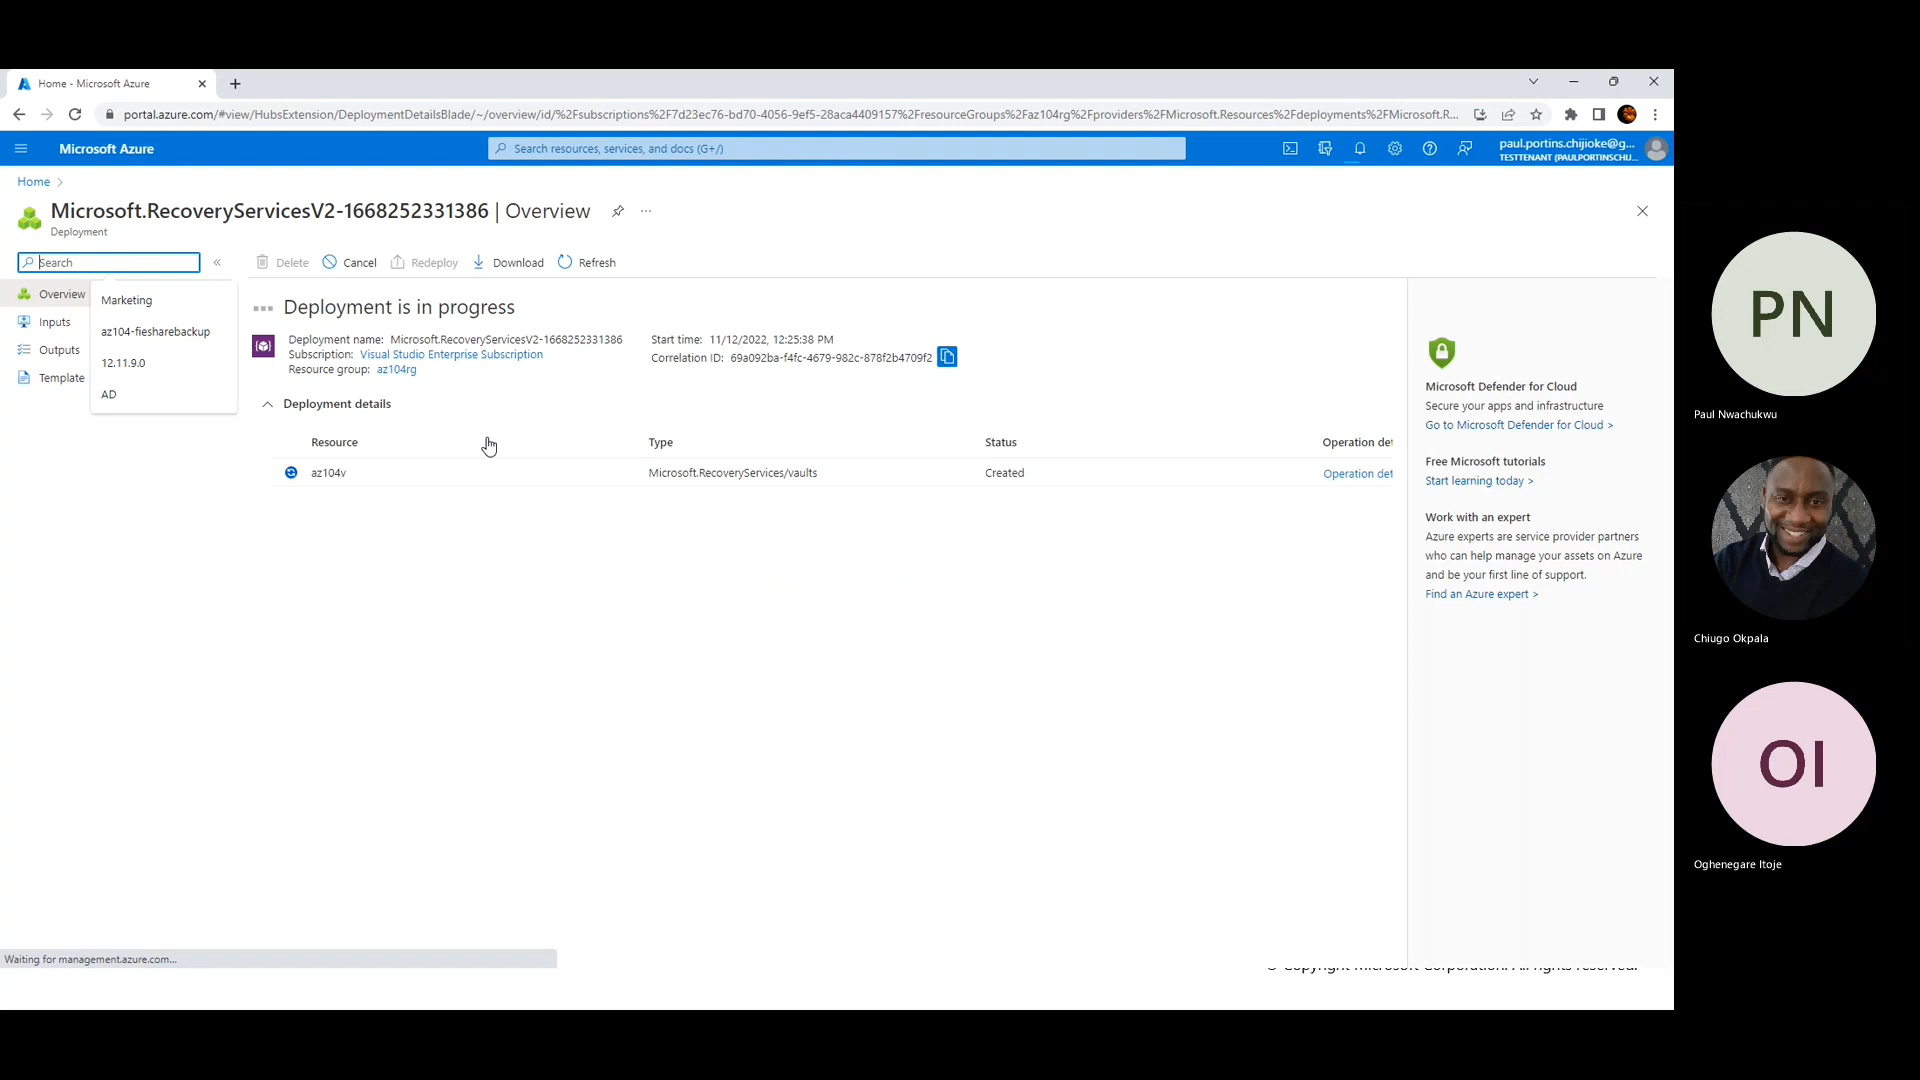 Home - Microsoft Azure
portal.azure.com/#view/HubsExtension/DeploymentDetailsBlade/~/overview/id/%2Fsubscriptions%2F7d23ec76-bd70-4056-9ef5-28aca4409157%2FresourceGroups%2Faz104rg%2Fproviders%2FMicrosoft.Resources%2Fdeployments%2FMicrosoft.R...
Microsoft Azure
Search resources, services, and docs (G+/)
paul.portins.chijioke@g...
TESTTENANT (PAULPORTINSCHIJ...
Home >
Microsoft.RecoveryServicesV2-1668252331386 | Overview
Deployment
Search
Delete Cancel Redeploy Download Refresh
Overview
Inputs
Outputs
Template
Marketing
az104-fiesharebackup
12.11.9.0
AD
Deployment is in progress
Deployment name: Microsoft.RecoveryServicesV2-1668252331386
Subscription: Visual Studio Enterprise Subscription
Resource group: az104rg
Start time: 11/12/2022, 12:25:38 PM
Correlation ID: 69a092ba-f4fc-4679-982c-878f2b4709f2
Deployment details
Resource Type Status Operation det
az104v Microsoft.RecoveryServices/vaults Created Operation det
Microsoft Defender for Cloud
Secure your apps and infrastructure
Go to Microsoft Defender for Cloud >
Free Microsoft tutorials
Start learning today >
Work with an expert
Azure experts are service provider partners
who can help manage your assets on Azure
and be your first line of support.
Find an Azure expert >
Waiting for management.azure.com...
© Copyright Microsoft Corporation. All rights reserved.
PN
Paul Nwachukwu
Chiugo Okpala
OI
Oghenegare Itoje